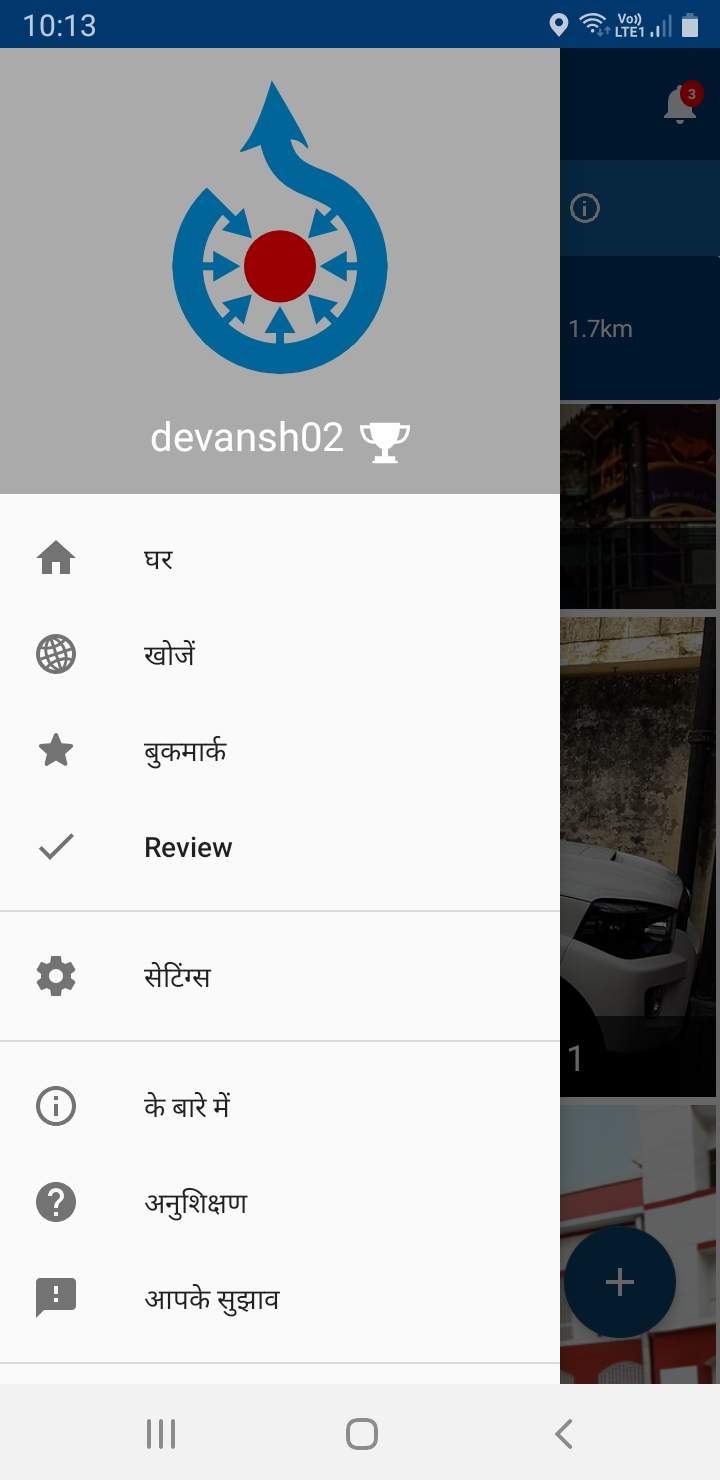 10:13
Vo))
LTE1
3
1.7km
devansh02
घर
खोजें
बुकमार्क
Review
सेटिंग्स
1
के बारे में
अनुशिक्षण
आपके सुझाव